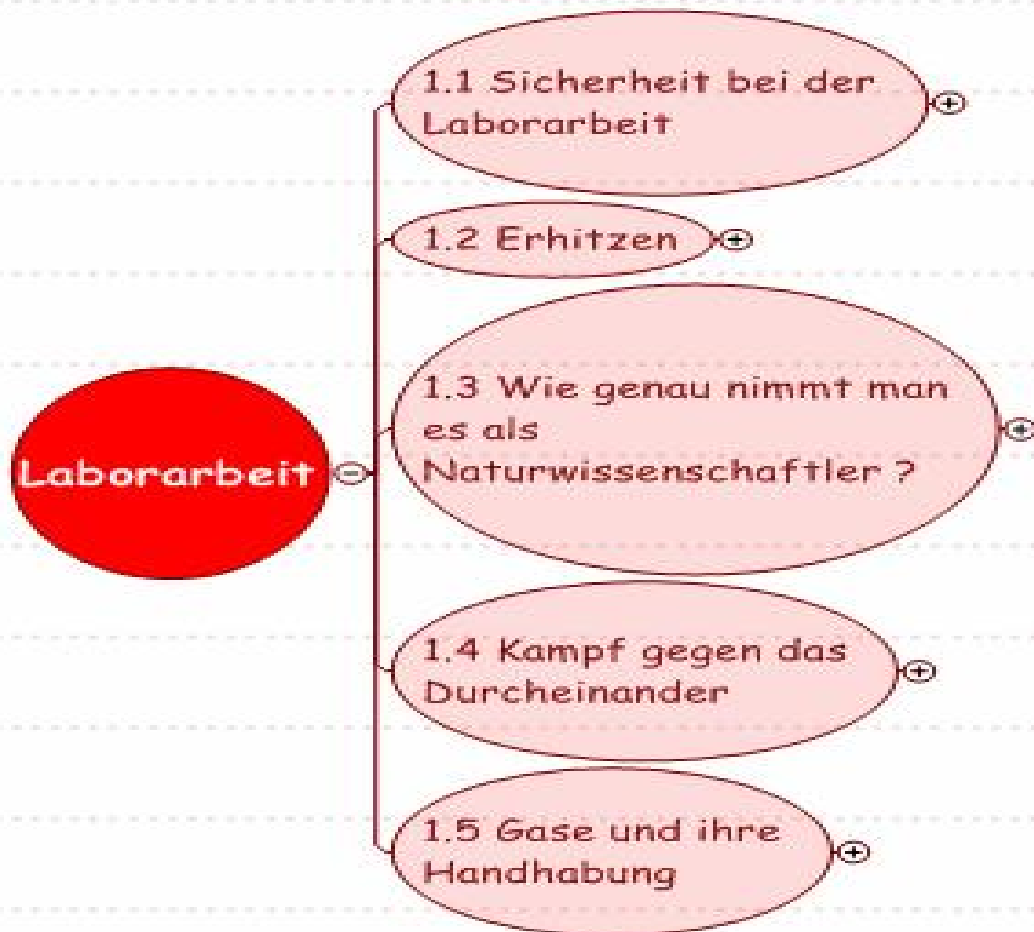 1.1 Sicherheit bei der
Laborarbeit
1.2 Erhitzen
1.3 Wie genau nimmt man
es als
Naturwissenschaftler ?
Laborarbeit
1.4 Kampf gegen das
Durcheinander
1.5 Gase und ihre
Handhabung